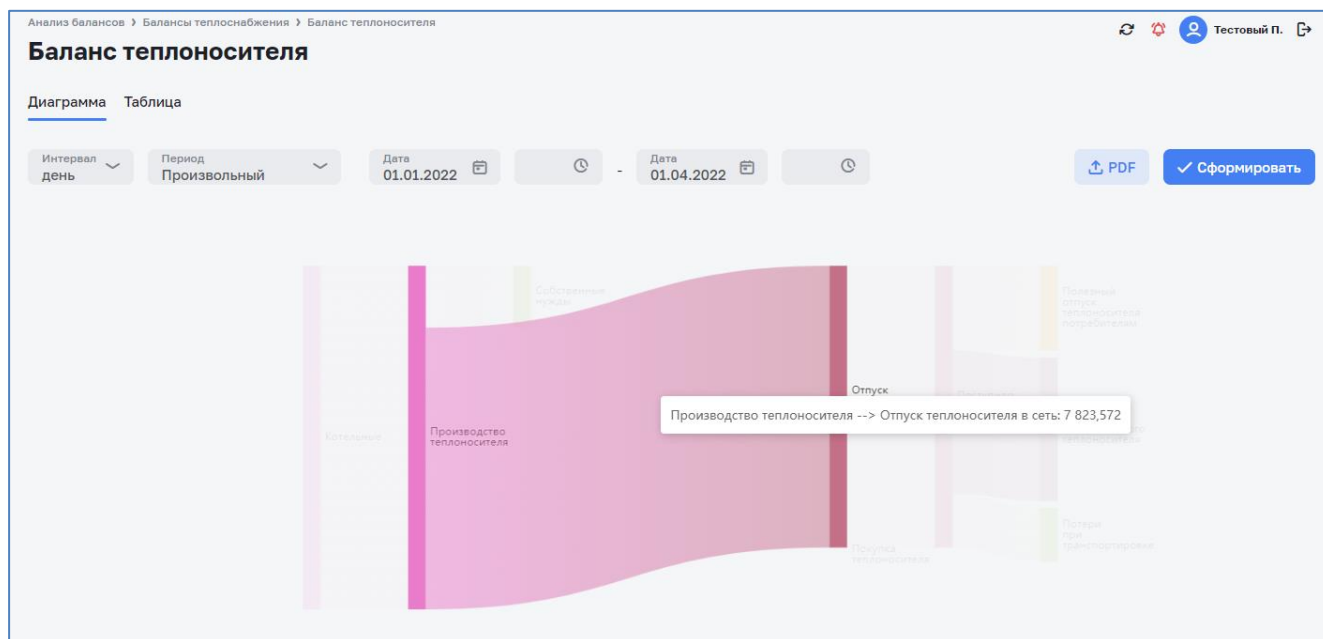 Анализ балансов › Балансы теплоснабжения › Баланс теплоносителя
Тестовый П.
Баланс теплоносителя
Диаграмма Таблица
Интервал
день
Период
Произвольный
Дата
01.01.2022
-
Дата
01.04.2022
PDF
Сформировать
Собственные
нужды
Полезный
отпуск
теплоносителя
потребителям
Отпуск
Производство теплоносителя --> Отпуск теплоносителя в сеть: 7 823,572
Котельные
Производство
теплоносителя
теплоносителя
Покупка
теплоносителя
Потери
при
транспортировке